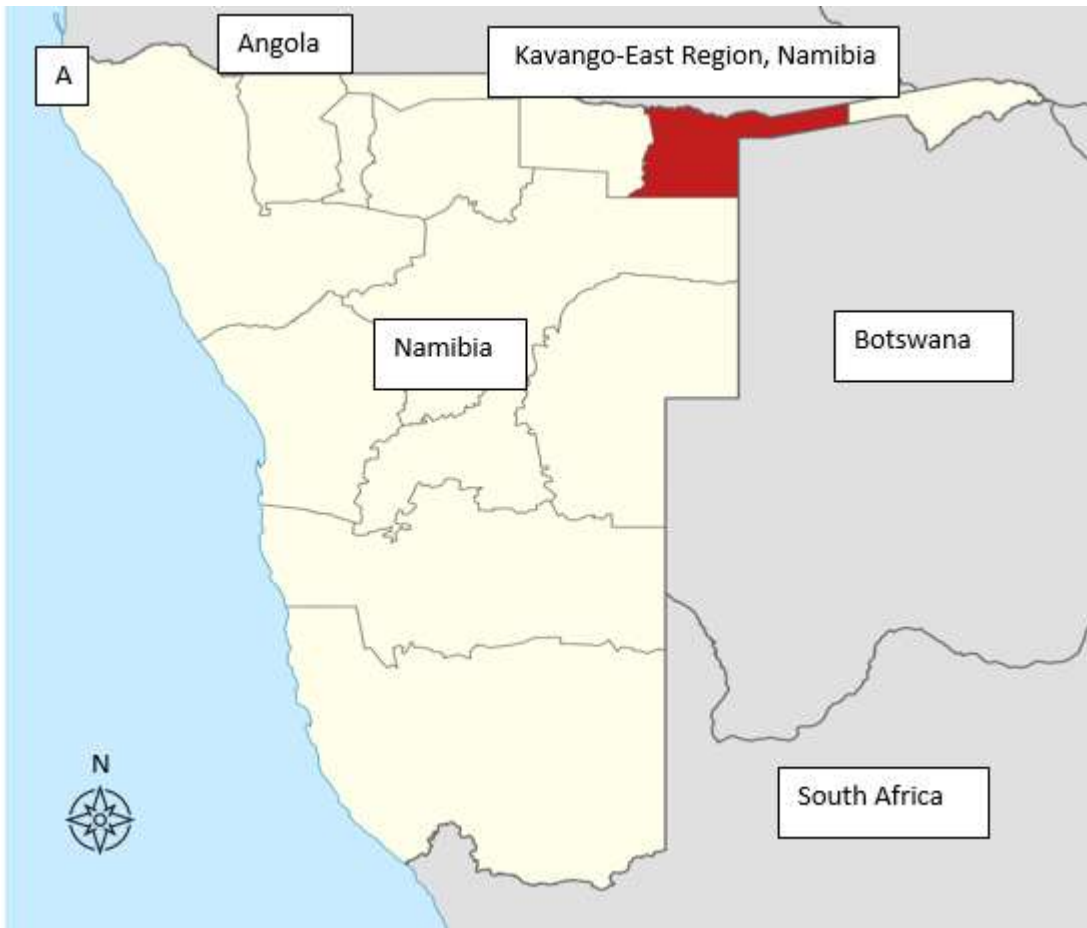 Angola
Kavango-East Region, Namibia
A
Namibia
Botswana
N
South Africa